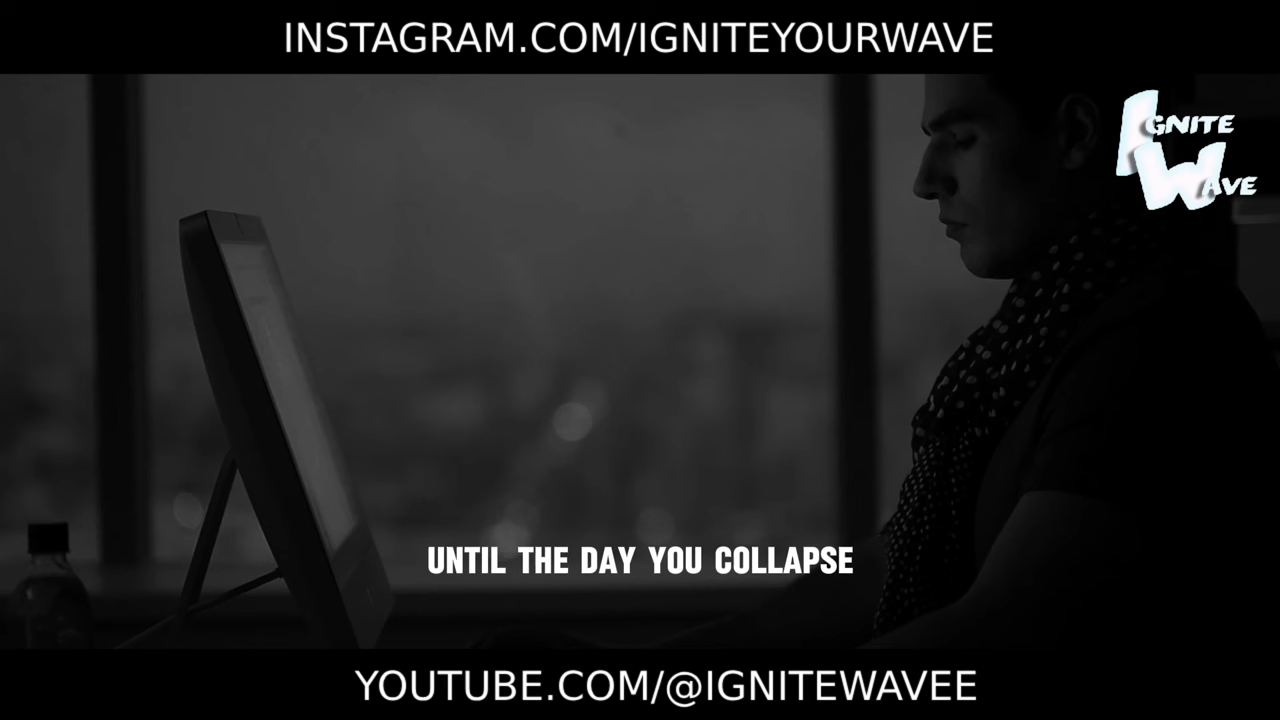 INSTAGRAM.COM/IGNITEYOURWAVE
IGNITE
WAVE
UNTIL THE DAY YOU COLLAPSE
YOUTUBE.COM/@IGNITEWAVEE